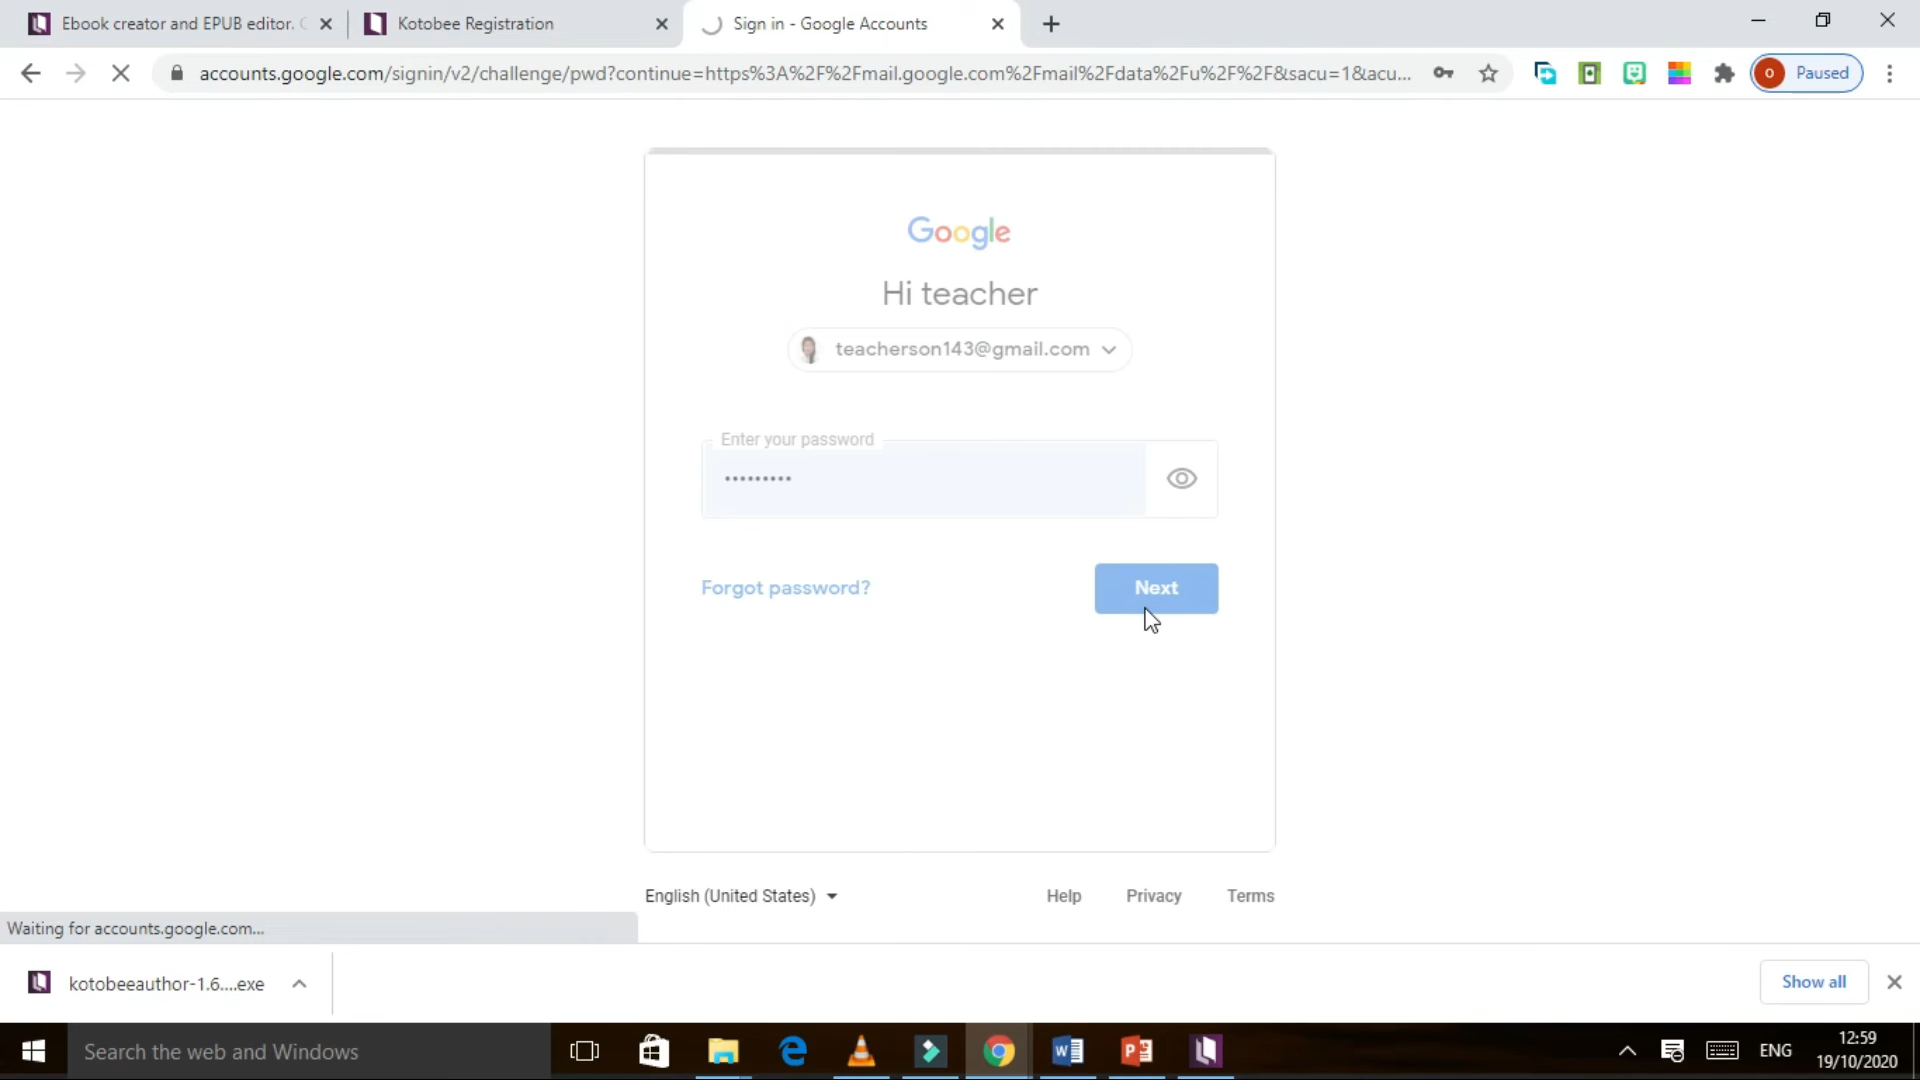 Ebook creator and EPUB editor.
Kotobee Registration
Sign in - Google Accounts
accounts.google.com/signin/v2/challenge/pwd?continue=https%3A%2F%2Fmail.google.com%2Fmail%2Fdata%2Fu%2F%2F&sacu=1&acu...
o
Paused
Google
Hi teacher
teacherson143@gmail.com
Enter your password
•••••••••
Forgot password?
Next
English (United States)
Help
Privacy
Terms
Waiting for accounts.google.com...
kotobeeauthor-1.6....exe
Show all
Search the web and Windows
ENG
12:59
19/10/2020